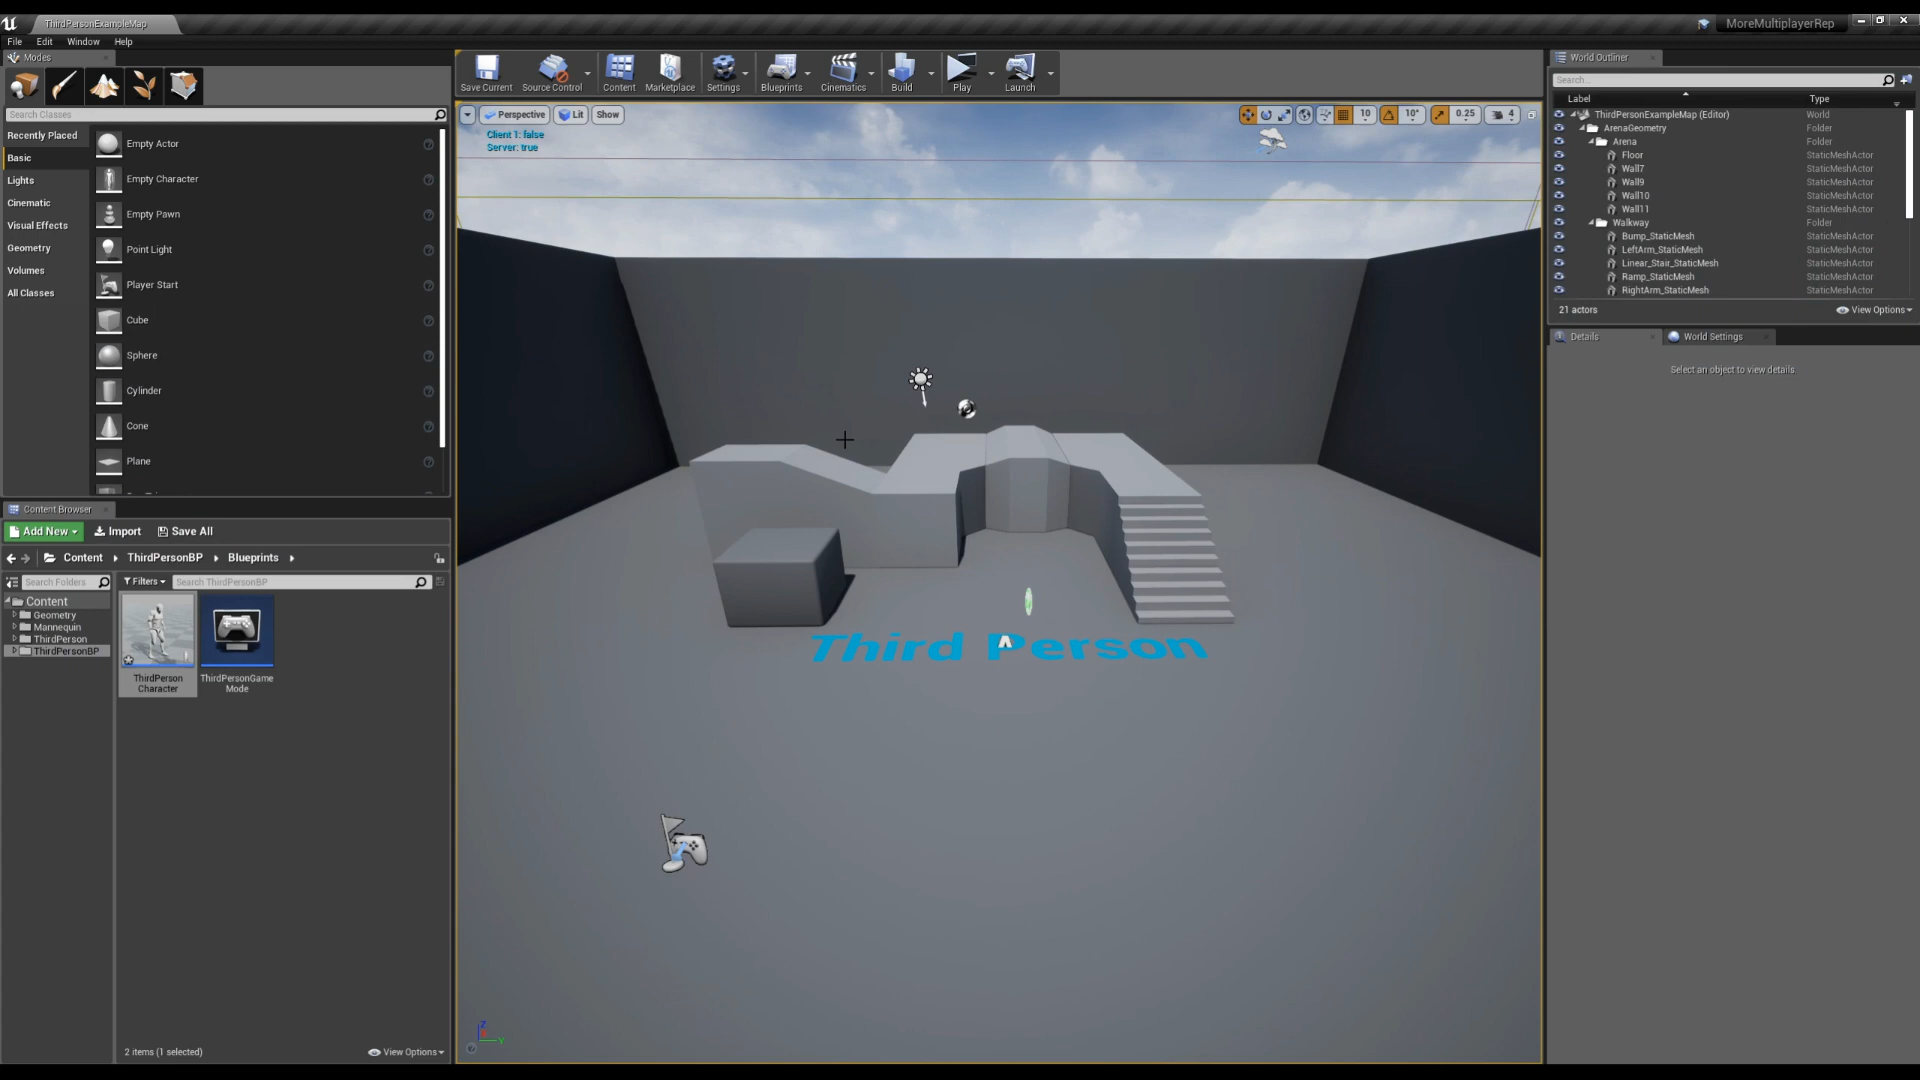 ThirdPersonExampleMap
MoreMultiplayerRep
File Edit Window Help
Modes
Search Classes
Recently Placed
Basic
Lights
Cinematic
Visual Effects
Geometry
Volumes
All Classes
Empty Actor
Empty Character
Empty Pawn
Point Light
Player Start
Cube
Sphere
Cylinder
Cone
Plane
Save Current
Source Control
Content
Marketplace
Settings
Blueprints
Cinematics
Build
Play
Launch
Perspective Lit Show
10 10° 0.25 4
Client 1: false
Server: true
Third Person
Z
Y
Content Browser
Add New Import Save All
Content ThirdPersonBP Blueprints
Search Folders
Filters Search ThirdPersonBP
Content
Geometry
Mannequin
ThirdPerson
ThirdPersonBP
ThirdPerson
Character
ThirdPersonGame
Mode
2 items (1 selected) View Options
World Outliner
Search...
Label Type
ThirdPersonExampleMap (Editor) World
ArenaGeometry Folder
Arena Folder
Floor StaticMeshActor
Wall7 StaticMeshActor
Wall9 StaticMeshActor
Wall10 StaticMeshActor
Wall11 StaticMeshActor
Walkway Folder
Bump_StaticMesh StaticMeshActor
LeftArm_StaticMesh StaticMeshActor
Linear_Stair_StaticMesh StaticMeshActor
Ramp_StaticMesh StaticMeshActor
RightArm_StaticMesh StaticMeshActor
21 actors View Options
Details World Settings
Select an object to view details